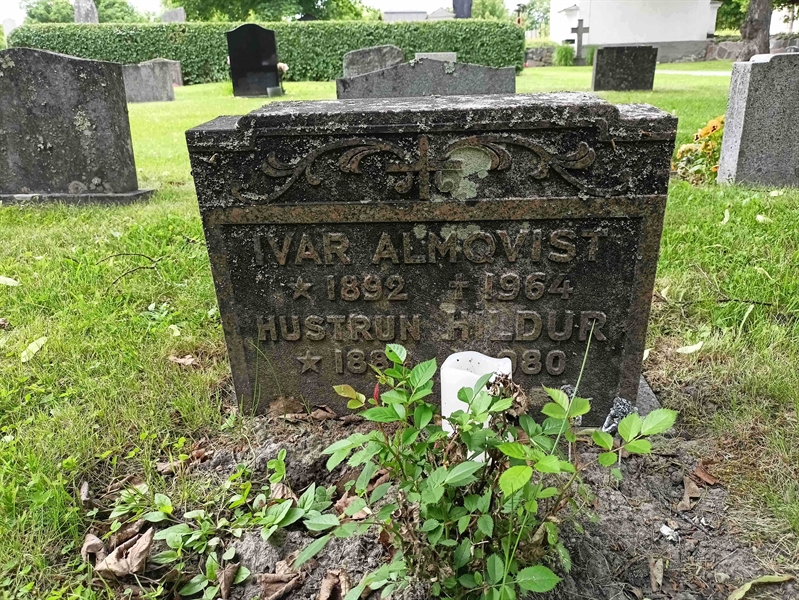 IVAR ALMQVIST
* 1892 † 1964
HUSTRUN HILDUR